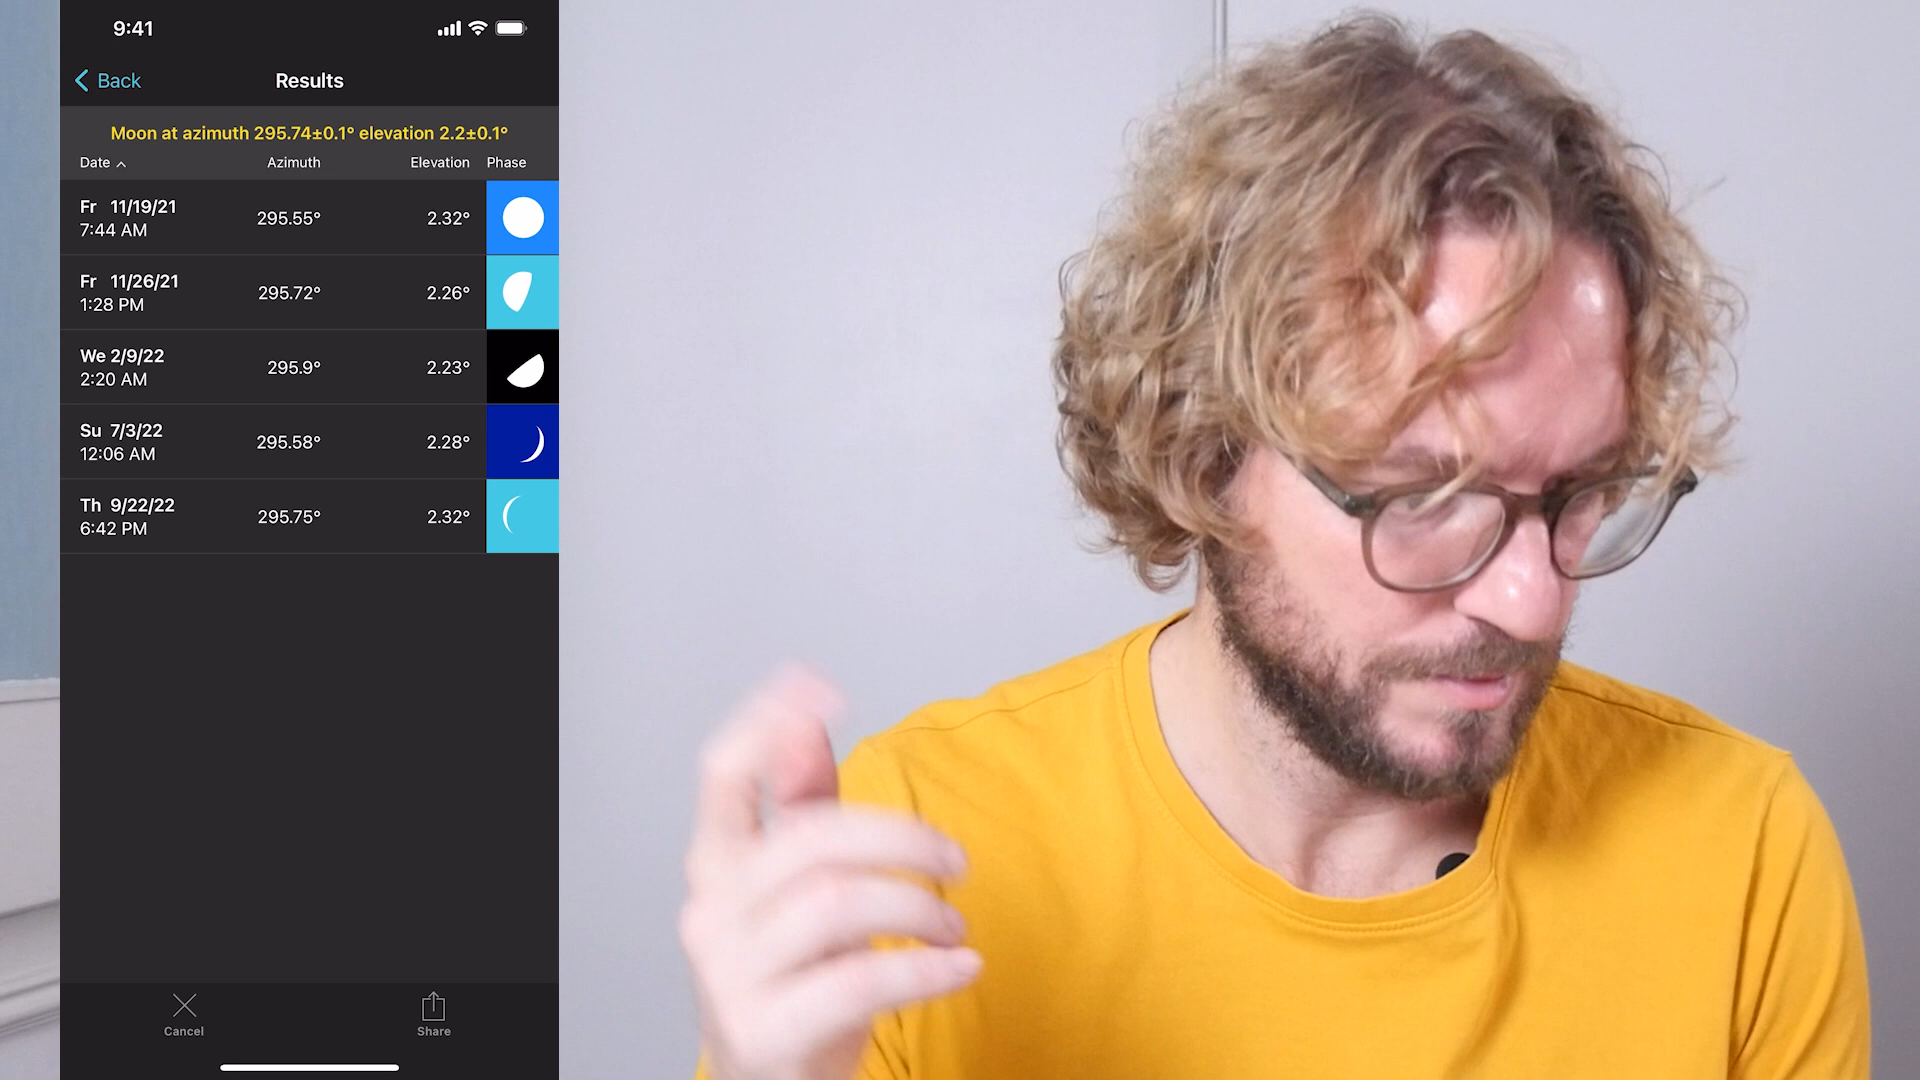 9:41
Back
Results
Moon at azimuth 295.74±0.1° elevation 2.2±0.1°
Date Azimuth Elevation Phase
Fr 11/19/21
7:44 AM
295.55° 2.32°
Fr 11/26/21
1:28 PM
295.72° 2.26°
We 2/9/22
2:20 AM
295.9° 2.23°
Su 7/3/22
12:06 AM
295.58° 2.28°
Th 9/22/22
6:42 PM
295.75° 2.32°
Cancel Share